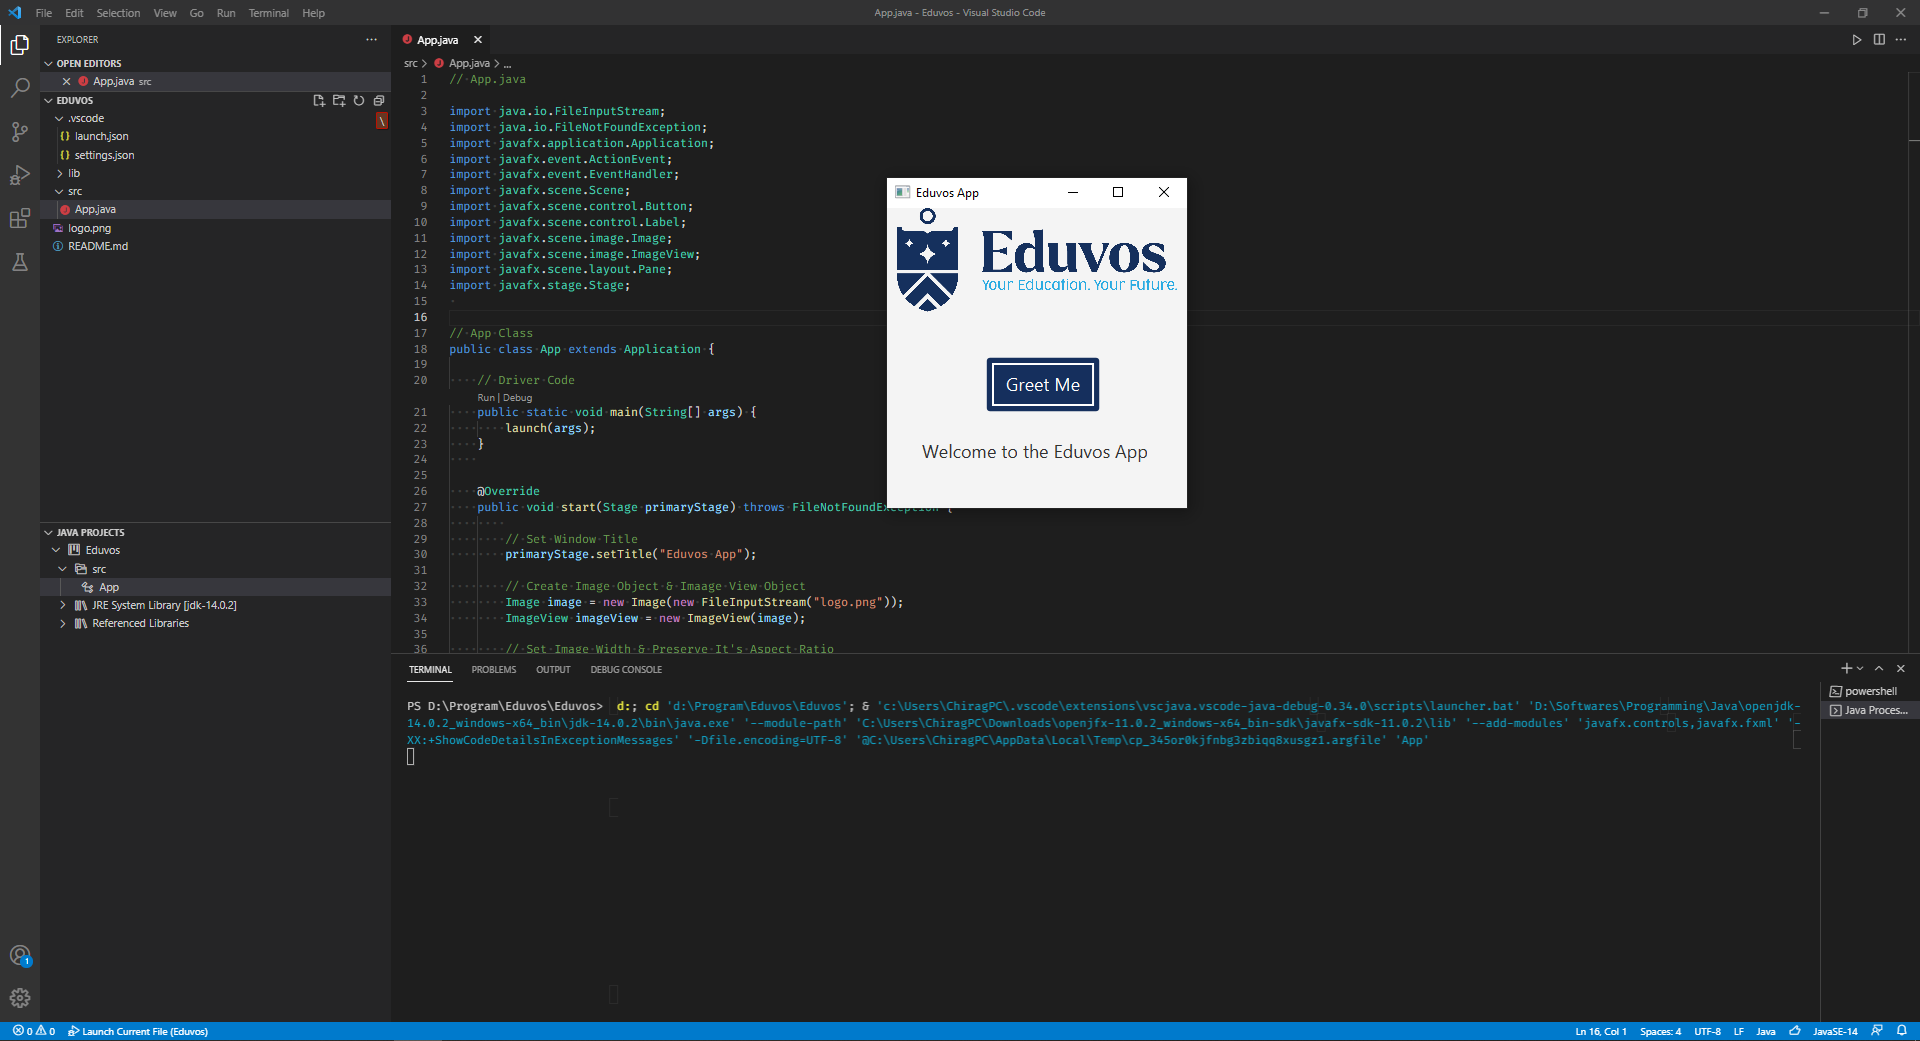 File Edit Selection View Go Run Terminal Help
App.java - Eduvos - Visual Studio Code
EXPLORER
OPEN EDITORS
App.java src
EDUVOS
.vscode
\
{} launch.json
{} settings.json
lib
src
App.java
logo.png
README.md
JAVA PROJECTS
Eduvos
src
App
JRE System Library [jdk-14.0.2]
Referenced Libraries
App.java
src > App.java > ...
1 // App.java
2
3 import java.io.FileInputStream;
4 import java.io.FileNotFoundException;
5 import javafx.application.Application;
6 import javafx.event.ActionEvent;
7 import javafx.event.EventHandler;
8 import javafx.scene.Scene;
9 import javafx.scene.control.Button;
10 import javafx.scene.control.Label;
11 import javafx.scene.image.Image;
12 import javafx.scene.image.ImageView;
13 import javafx.scene.layout.Pane;
14 import javafx.stage.Stage;
15
16
17 // App Class
18 public class App extends Application {
19
20 // Driver Code
Run | Debug
21 public static void main(String[] args) {
22 launch(args);
23 }
24
25
26 @Override
27 public void start(Stage primaryStage) throws FileNotFoundException {
28
29 // Set Window Title
30 primaryStage.setTitle("Eduvos App");
31
32 // Create Image Object & Imaage View Object
33 Image image = new Image(new FileInputStream("logo.png"));
34 ImageView imageView = new ImageView(image);
35
36 // Set Image Width & Preserve It's Aspect Ratio
Eduvos App
Eduvos
Your Education. Your Future.
Greet Me
Welcome to the Eduvos App
TERMINAL PROBLEMS OUTPUT DEBUG CONSOLE
PS D:\Program\Eduvos\Eduvos> d:; cd 'd:\Program\Eduvos\Eduvos'; & 'c:\Users\ChiragPC\.vscode\extensions\vscjava.vscode-java-debug-0.34.0\scripts\launcher.bat' 'D:\Softwares\Programming\Java\openjdk-
14.0.2_windows-x64_bin\jdk-14.0.2\bin\java.exe' '--module-path' 'C:\Users\ChiragPC\Downloads\openjfx-11.0.2_windows-x64_bin-sdk\javafx-sdk-11.0.2\lib' '--add-modules' 'javafx.controls,javafx.fxml' '-
XX:+ShowCodeDetailsInExceptionMessages' '-Dfile.encoding=UTF-8' '@C:\Users\ChiragPC\AppData\Local\Temp\cp_345or0kjfnbg3zbiqq8xusgz1.argfile' 'App'
powershell
Java Proces...
1
0 0 Launch Current File (Eduvos)
Ln 16, Col 1 Spaces: 4 UTF-8 LF Java JavaSE-14